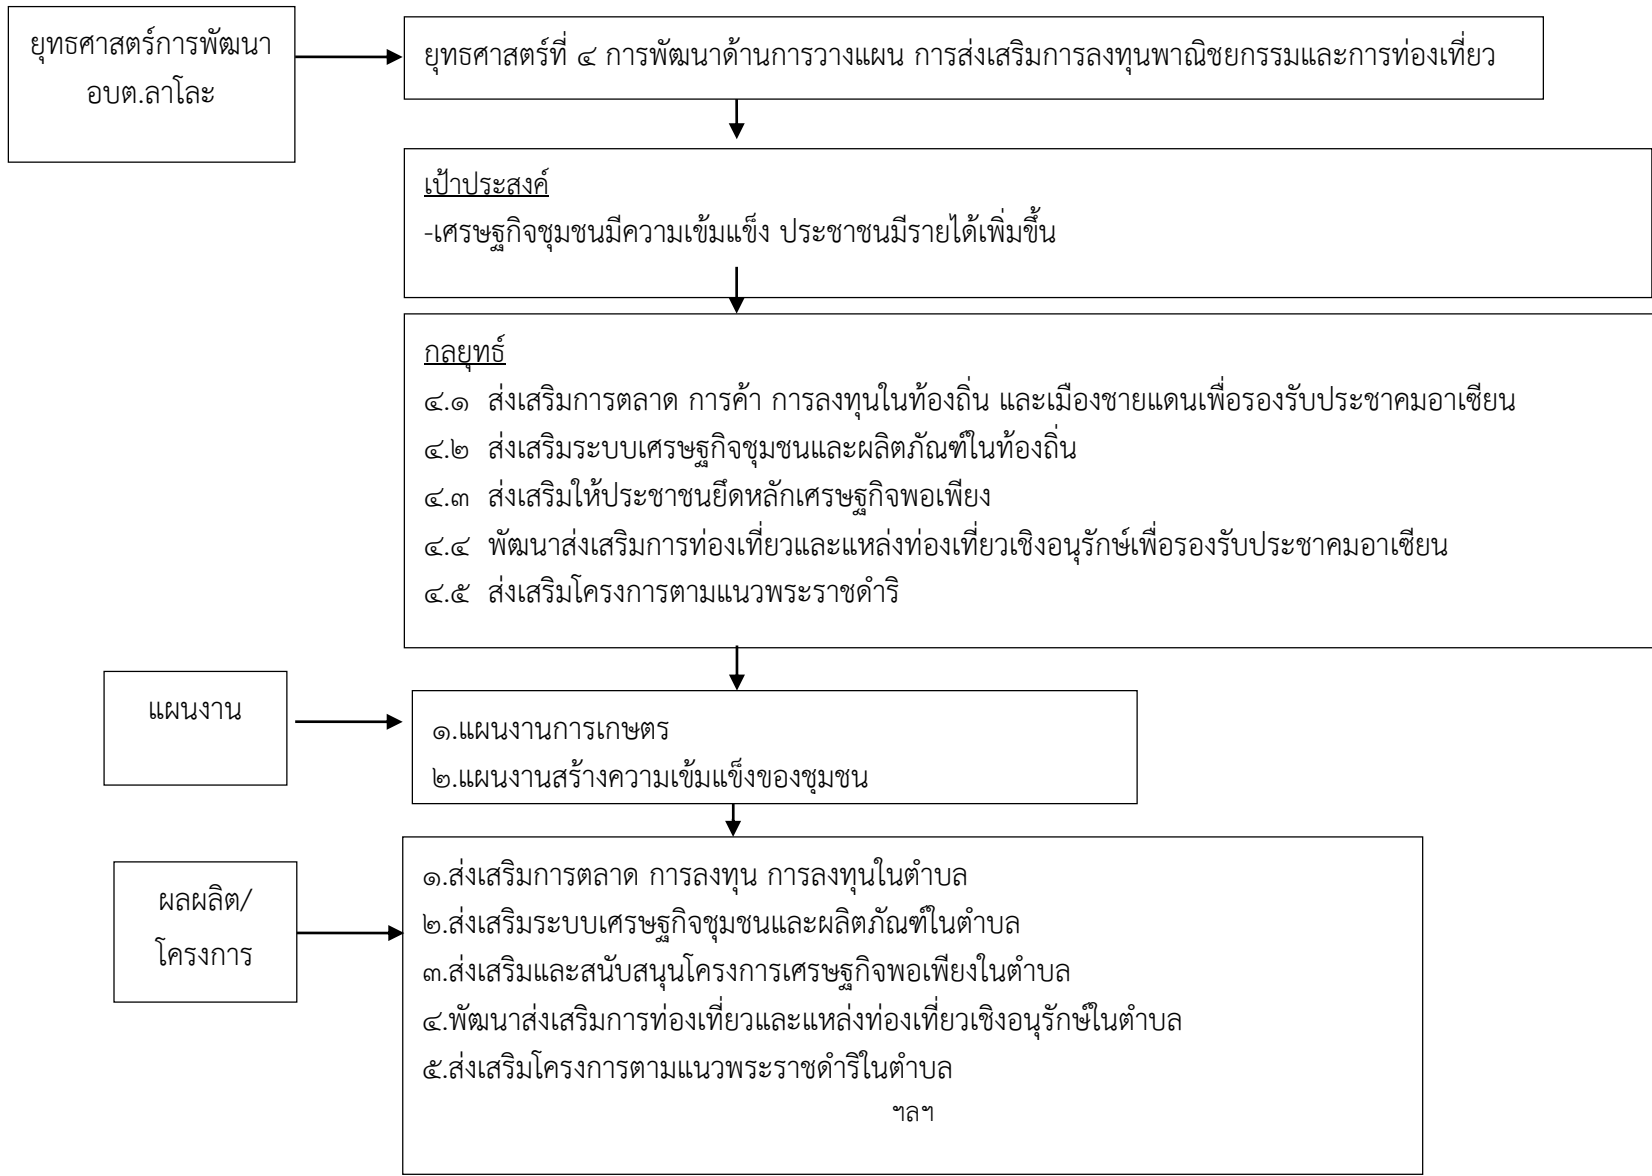 ยุทธศาสตร์การพัฒนา
อบต.ลาโละ
ยุทธศาสตร์ที่ ๔ การพัฒนาด้านการวางแผน การส่งเสริมการลงทุนพาณิชยกรรมและการท่องเที่ยว
เป้าประสงค์
-เศรษฐกิจชุมชนมีความเข้มแข็ง ประชาชนมีรายได้เพิ่มขึ้น
กลยุทธ์
๔.๑ ส่งเสริมการตลาด การค้า การลงทุนในท้องถิ่น และเมืองชายแดนเพื่อรองรับประชาคมอาเซียน
๔.๒ ส่งเสริมระบบเศรษฐกิจชุมชนและผลิตภัณฑ์ในท้องถิ่น
๔.๓ ส่งเสริมให้ประชาชนยึดหลักเศรษฐกิจพอเพียง
๔.๔ พัฒนาส่งเสริมการท่องเที่ยวและแหล่งท่องเที่ยวเชิงอนุรักษ์เพื่อรองรับประชาคมอาเซียน
๔.๕ ส่งเสริมโครงการตามแนวพระราชดำริ
แผนงาน
๑.แผนงานการเกษตร
๒.แผนงานสร้างความเข้มแข็งของชุมชน
ผลผลิต/
โครงการ
๑.ส่งเสริมการตลาด การลงทุน การลงทุนในตำบล
๒.ส่งเสริมระบบเศรษฐกิจชุมชนและผลิตภัณฑ์ในตำบล
๓.ส่งเสริมและสนับสนุนโครงการเศรษฐกิจพอเพียงในตำบล
๔.พัฒนาส่งเสริมการท่องเที่ยวและแหล่งท่องเที่ยวเชิงอนุรักษ์ในตำบล
๕.ส่งเสริมโครงการตามแนวพระราชดำริในตำบล
ฯลฯ